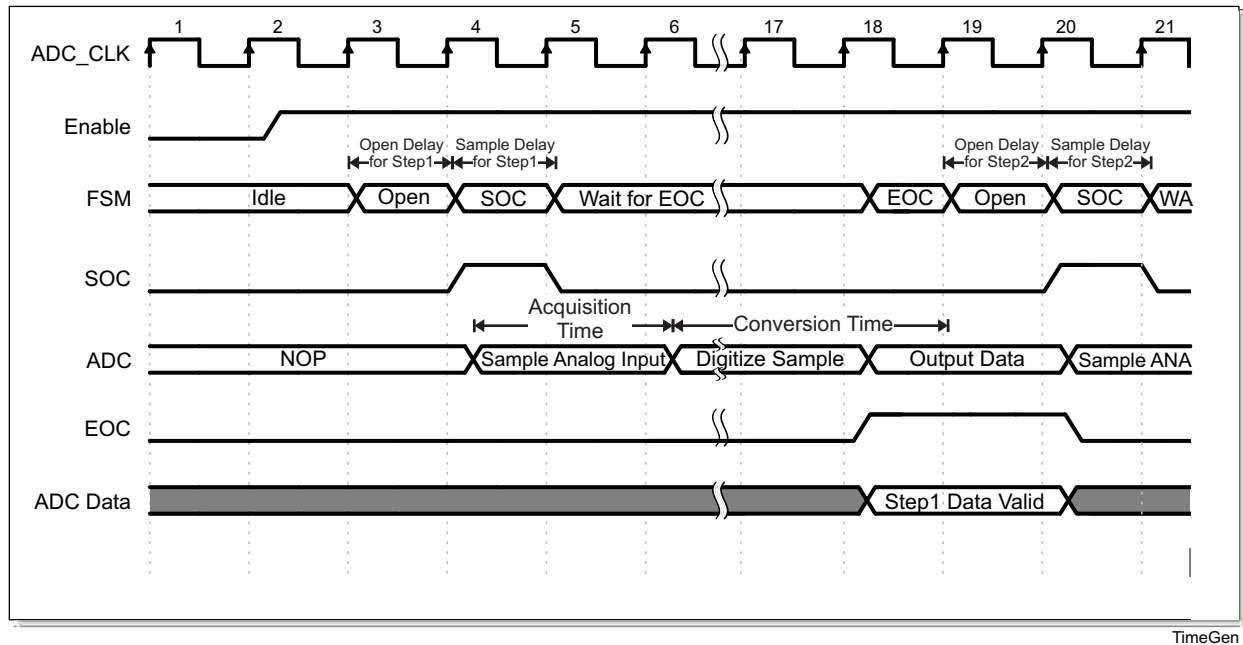 1 2 3 4 5 6 17 18 19 20 21
ADC_CLK
Enable
Open Delay for Step1
Sample Delay for Step1
Open Delay for Step2
Sample Delay for Step2
FSM Idle Open SOC Wait for EOC EOC Open SOC WA
SOC
Acquisition Time
Conversion Time
ADC NOP Sample Analog Input Digitize Sample Output Data Sample ANA
EOC
ADC Data Step1 Data Valid
TimeGen